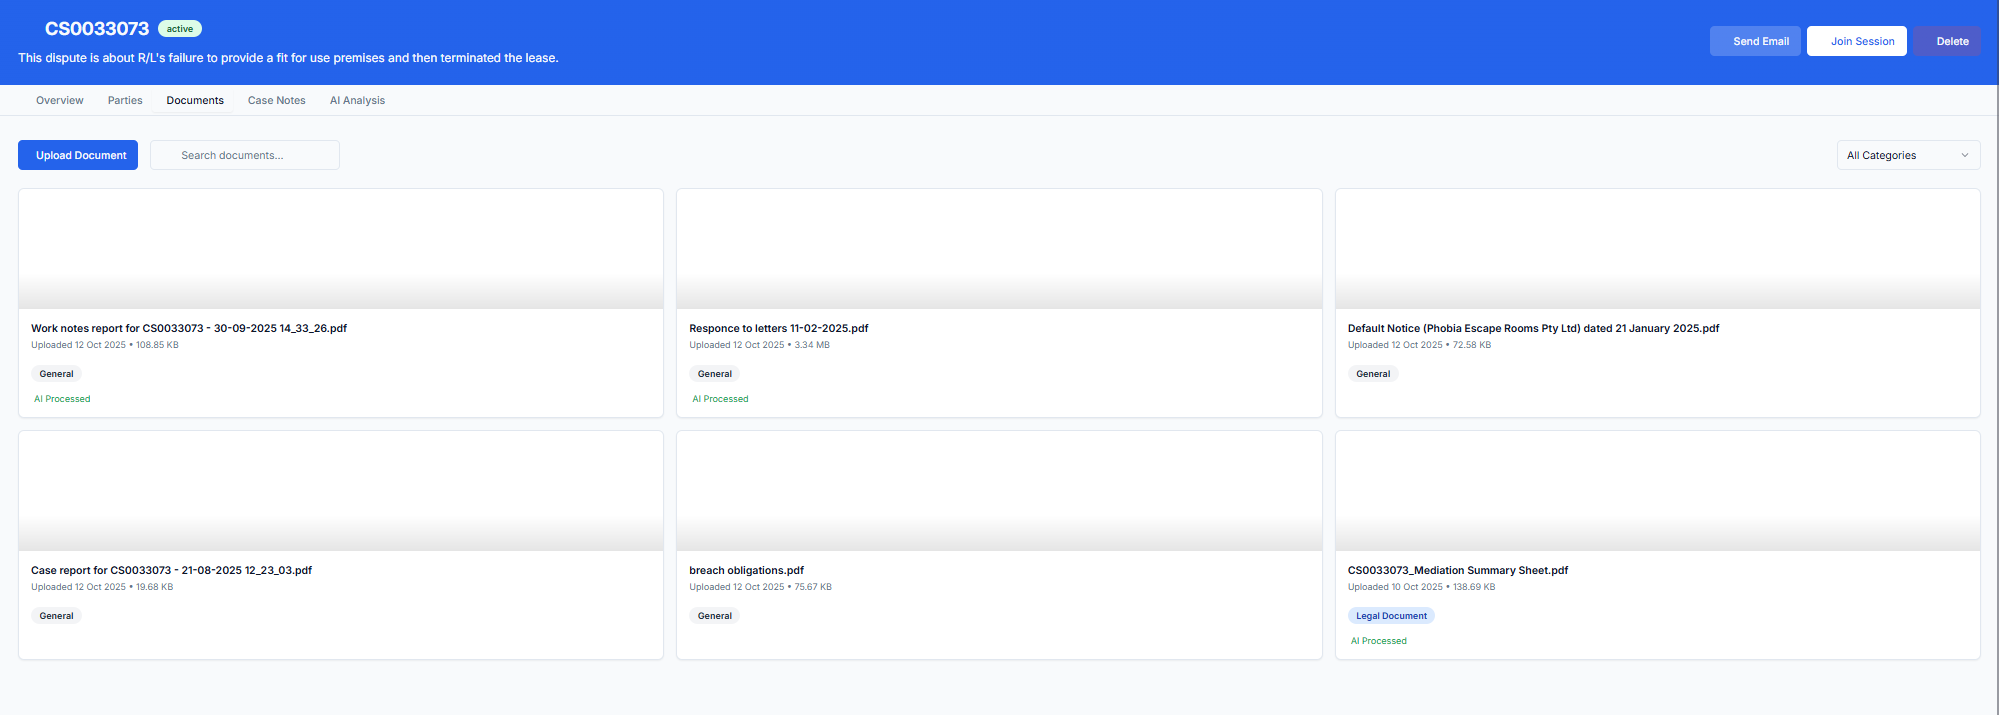 CS0033073 active
This dispute is about R/L's failure to provide a fit for use premises and then terminated the lease.
Send Email Join Session Delete
Overview Parties Documents Case Notes AI Analysis
Upload Document Search documents... All Categories
Work notes report for CS0033073 - 30-09-2025 14_33_26.pdf
Uploaded 12 Oct 2025 • 108.85 KB
General
AI Processed
Responce to letters 11-02-2025.pdf
Uploaded 12 Oct 2025 • 3.34 MB
General
AI Processed
Default Notice (Phobia Escape Rooms Pty Ltd) dated 21 January 2025.pdf
Uploaded 12 Oct 2025 • 72.58 KB
General
Case report for CS0033073 - 21-08-2025 12_23_03.pdf
Uploaded 12 Oct 2025 • 19.68 KB
General
breach obligations.pdf
Uploaded 12 Oct 2025 • 75.67 KB
General
CS0033073_Mediation Summary Sheet.pdf
Uploaded 10 Oct 2025 • 138.69 KB
Legal Document
AI Processed